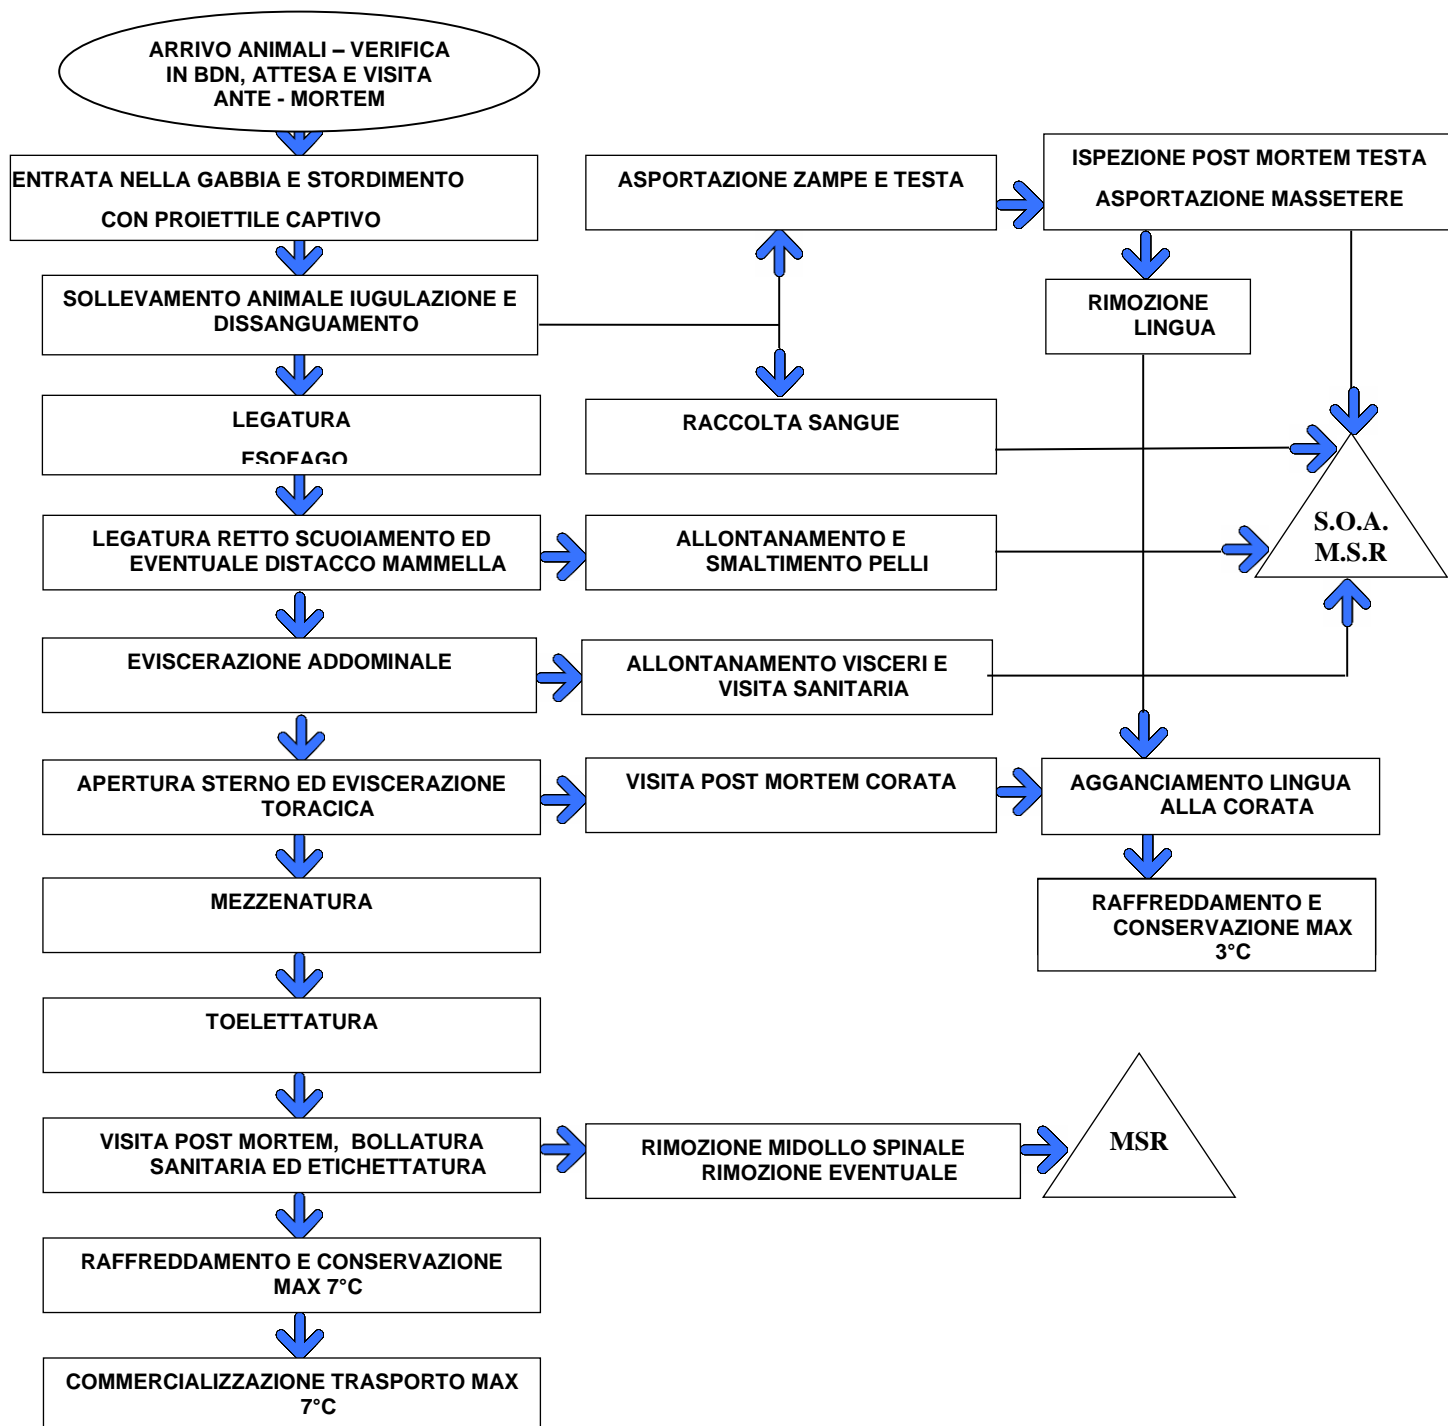 ARRIVO ANIMALI – VERIFICA
IN BDN, ATTESA E VISITA
ANTE - MORTEM
ENTRATA NELLA GABBIA E STORDIMENTO
CON PROIETTILE CAPTIVO
ASPORTAZIONE ZAMPE E TESTA
ISPEZIONE POST MORTEM TESTA
ASPORTAZIONE MASSETERE
SOLLEVAMENTO ANIMALE IUGULAZIONE E
DISSANGUAMENTO
RIMOZIONE
LINGUA
LEGATURA
ESOFAGO
RACCOLTA SANGUE
LEGATURA RETTO SCUOIAMENTO ED
EVENTUALE DISTACCO MAMMELLA
ALLONTANAMENTO E
SMALTIMENTO PELLI
S.O.A.
M.S.R
EVISCERAZIONE ADDOMINALE
ALLONTANAMENTO VISCERI E
VISITA SANITARIA
APERTURA STERNO ED EVISCERAZIONE
TORACICA
VISITA POST MORTEM CORATA
AGGANCIAMENTO LINGUA
ALLA CORATA
MEZZENATURA
RAFFREDDAMENTO E
CONSERVAZIONE MAX
3°C
TOELETTATURA
VISITA POST MORTEM, BOLLATURA
SANITARIA ED ETICHETTATURA
RIMOZIONE MIDOLLO SPINALE
RIMOZIONE EVENTUALE
MSR
RAFFREDDAMENTO E CONSERVAZIONE
MAX 7°C
COMMERCIALIZZAZIONE TRASPORTO MAX
7°C